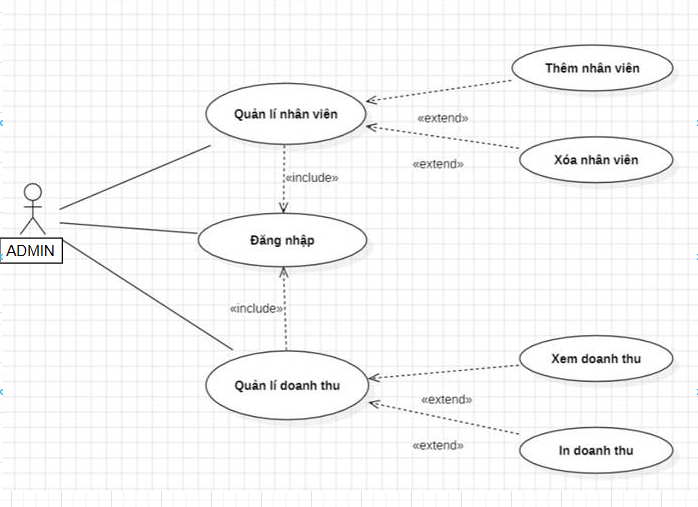 Thêm nhân viên
Quản lí nhân viên
«extend»
Xóa nhân viên
«extend»
«include»
Đăng nhập
ADMIN
«include»
Xem doanh thu
Quản lí doanh thu
«extend»
«extend»
In doanh thu